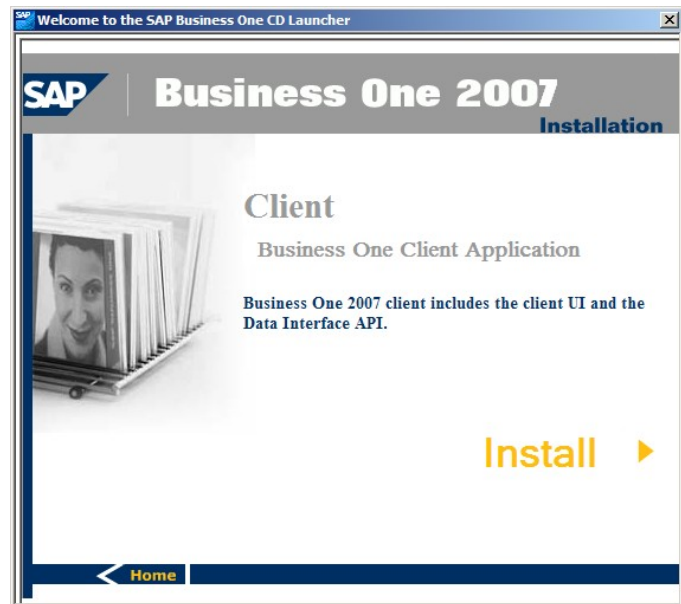 Welcome to the SAP Business One CD Launcher
SAP Business One 2007
Installation
Client
Business One Client Application
Business One 2007 client includes the client UI and the
Data Interface API.
Install
Home